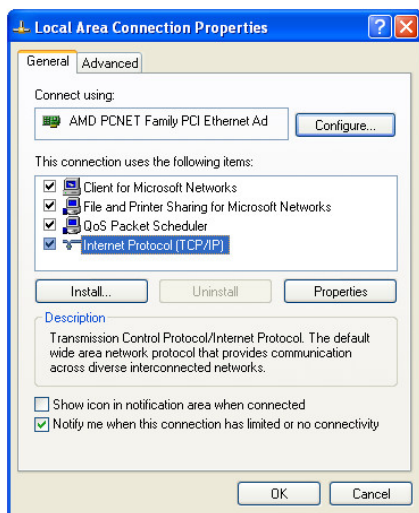 Local Area Connection Properties
General Advanced
Connect using:
AMD PCNET Family PCI Ethernet Ad
Configure...
This connection uses the following items:
Client for Microsoft Networks
File and Printer Sharing for Microsoft Networks
QoS Packet Scheduler
Internet Protocol (TCP/IP)
Install... Uninstall Properties
Description
Transmission Control Protocol/Internet Protocol. The default
wide area network protocol that provides communication
across diverse interconnected networks.
Show icon in notification area when connected
Notify me when this connection has limited or no connectivity
OK Cancel